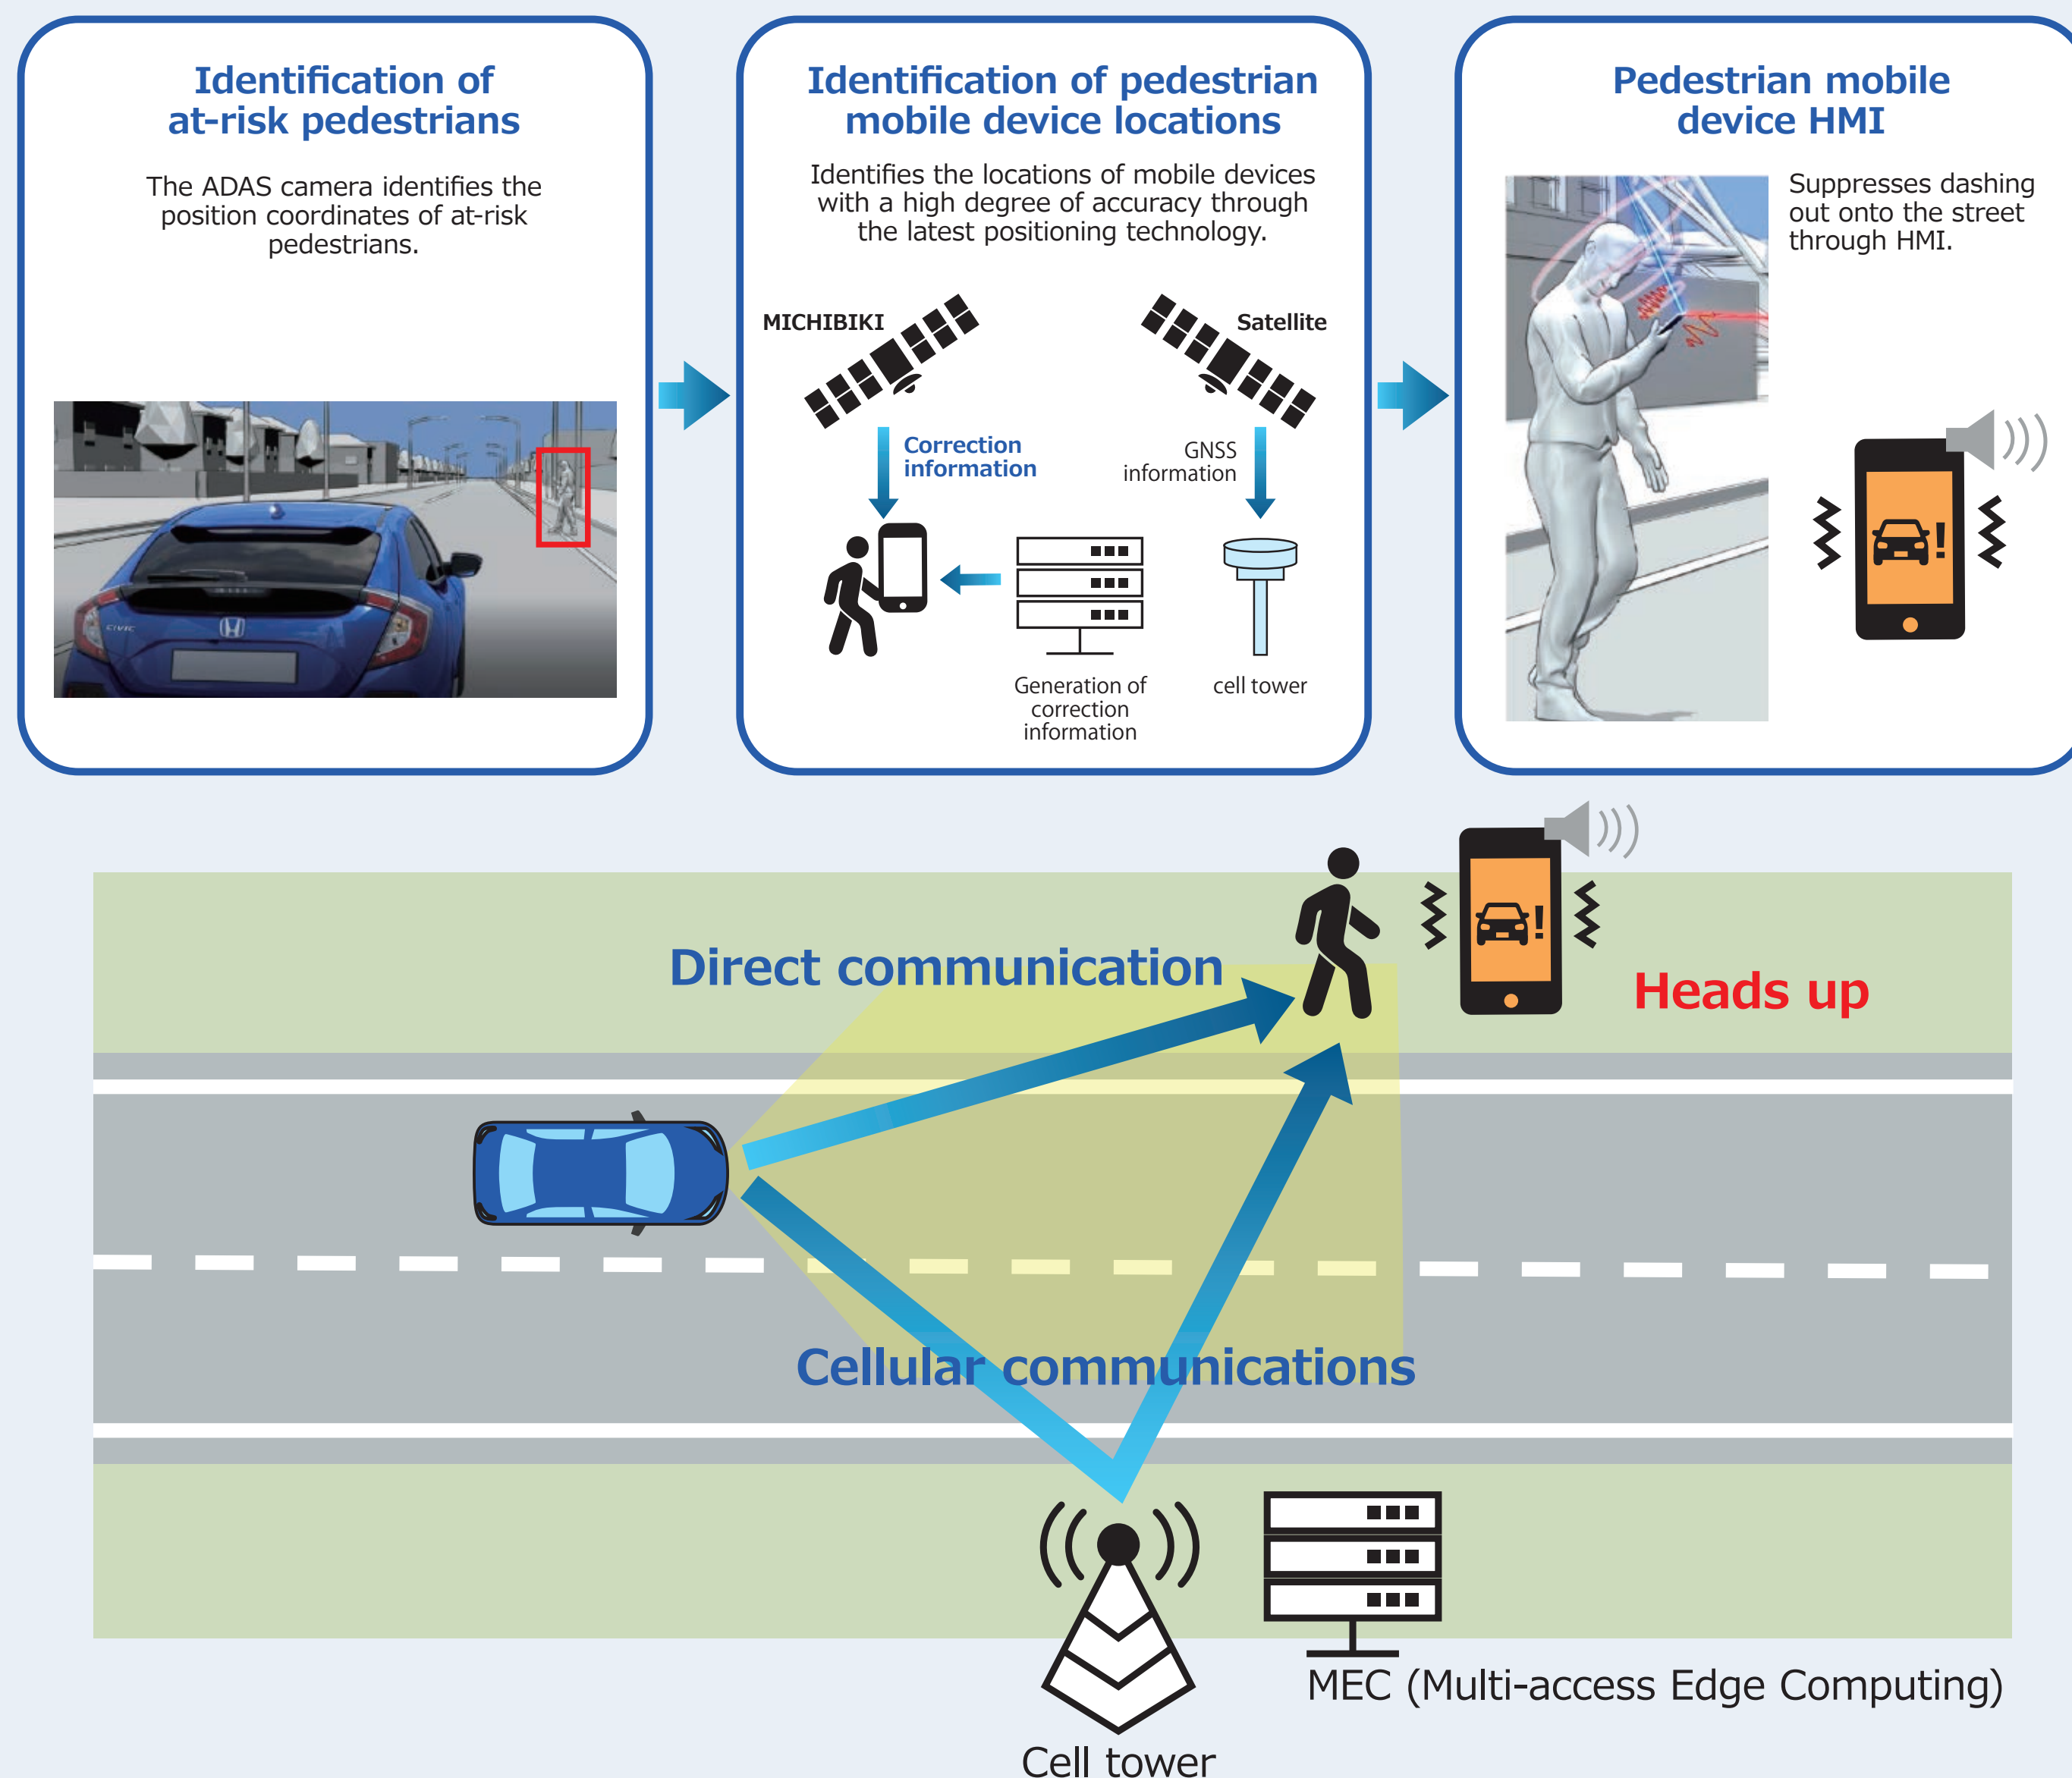 Identification of
at-risk pedestrians
The ADAS camera identifies the
position coordinates of at-risk
pedestrians.
CIVIC
Identification of pedestrian
mobile device locations
Identifies the locations of mobile devices
with a high degree of accuracy through
the latest positioning technology.
MICHIBIKI
Satellite
Correction
information
GNSS
information
Generation of
correction
information
cell tower
Pedestrian mobile
device HMI
Suppresses dashing
out onto the street
through HMI.
!
Direct communication
!
Heads up
Cellular communications
MEC (Multi-access Edge Computing)
Cell tower